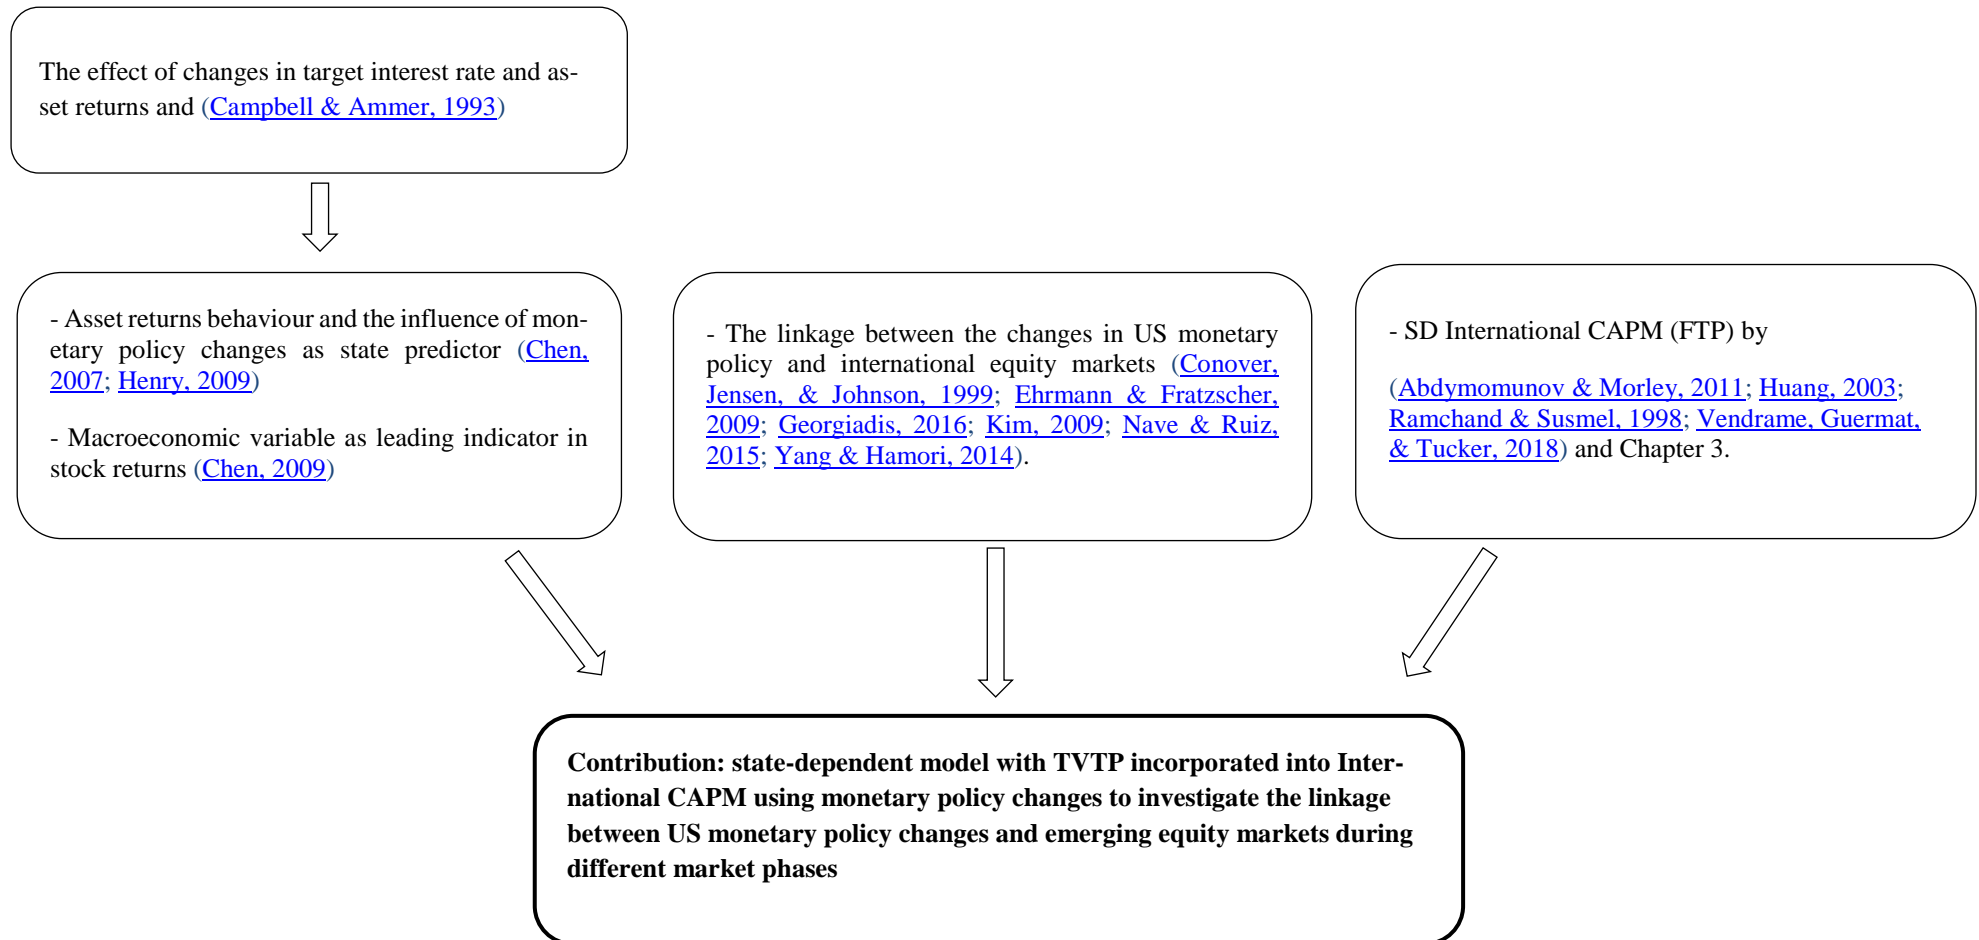 The effect of changes in target interest rate and as-
set returns and (Campbell & Ammer, 1993)
- Asset returns behaviour and the influence of mon-
etary policy changes as state predictor (Chen,
2007; Henry, 2009)
- Macroeconomic variable as leading indicator in
stock returns (Chen, 2009)
- The linkage between the changes in US monetary
policy and international equity markets (Conover,
Jensen, & Johnson, 1999; Ehrmann & Fratzscher,
2009; Georgiadis, 2016; Kim, 2009; Nave & Ruiz,
2015; Yang & Hamori, 2014).
- SD International CAPM (FTP) by
(Abdymomunov & Morley, 2011; Huang, 2003;
Ramchand & Susmel, 1998; Vendrame, Guermat,
& Tucker, 2018) and Chapter 3.
Contribution: state-dependent model with TVTP incorporated into Inter-
national CAPM using monetary policy changes to investigate the linkage
between US monetary policy changes and emerging equity markets during
different market phases